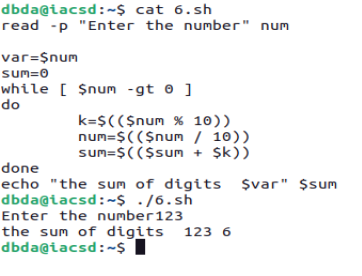 dbda@iacsd:~$ cat 6.sh
read -p "Enter the number" num

var=$num
sum=0
while [ $num -gt 0 ]
do
        k=$(($num % 10))
        num=$(($num / 10))
        sum=$(($sum + $k))
done
echo "the sum of digits  $var" $sum
dbda@iacsd:~$ ./6.sh
Enter the number123
the sum of digits  123 6
dbda@iacsd:~$